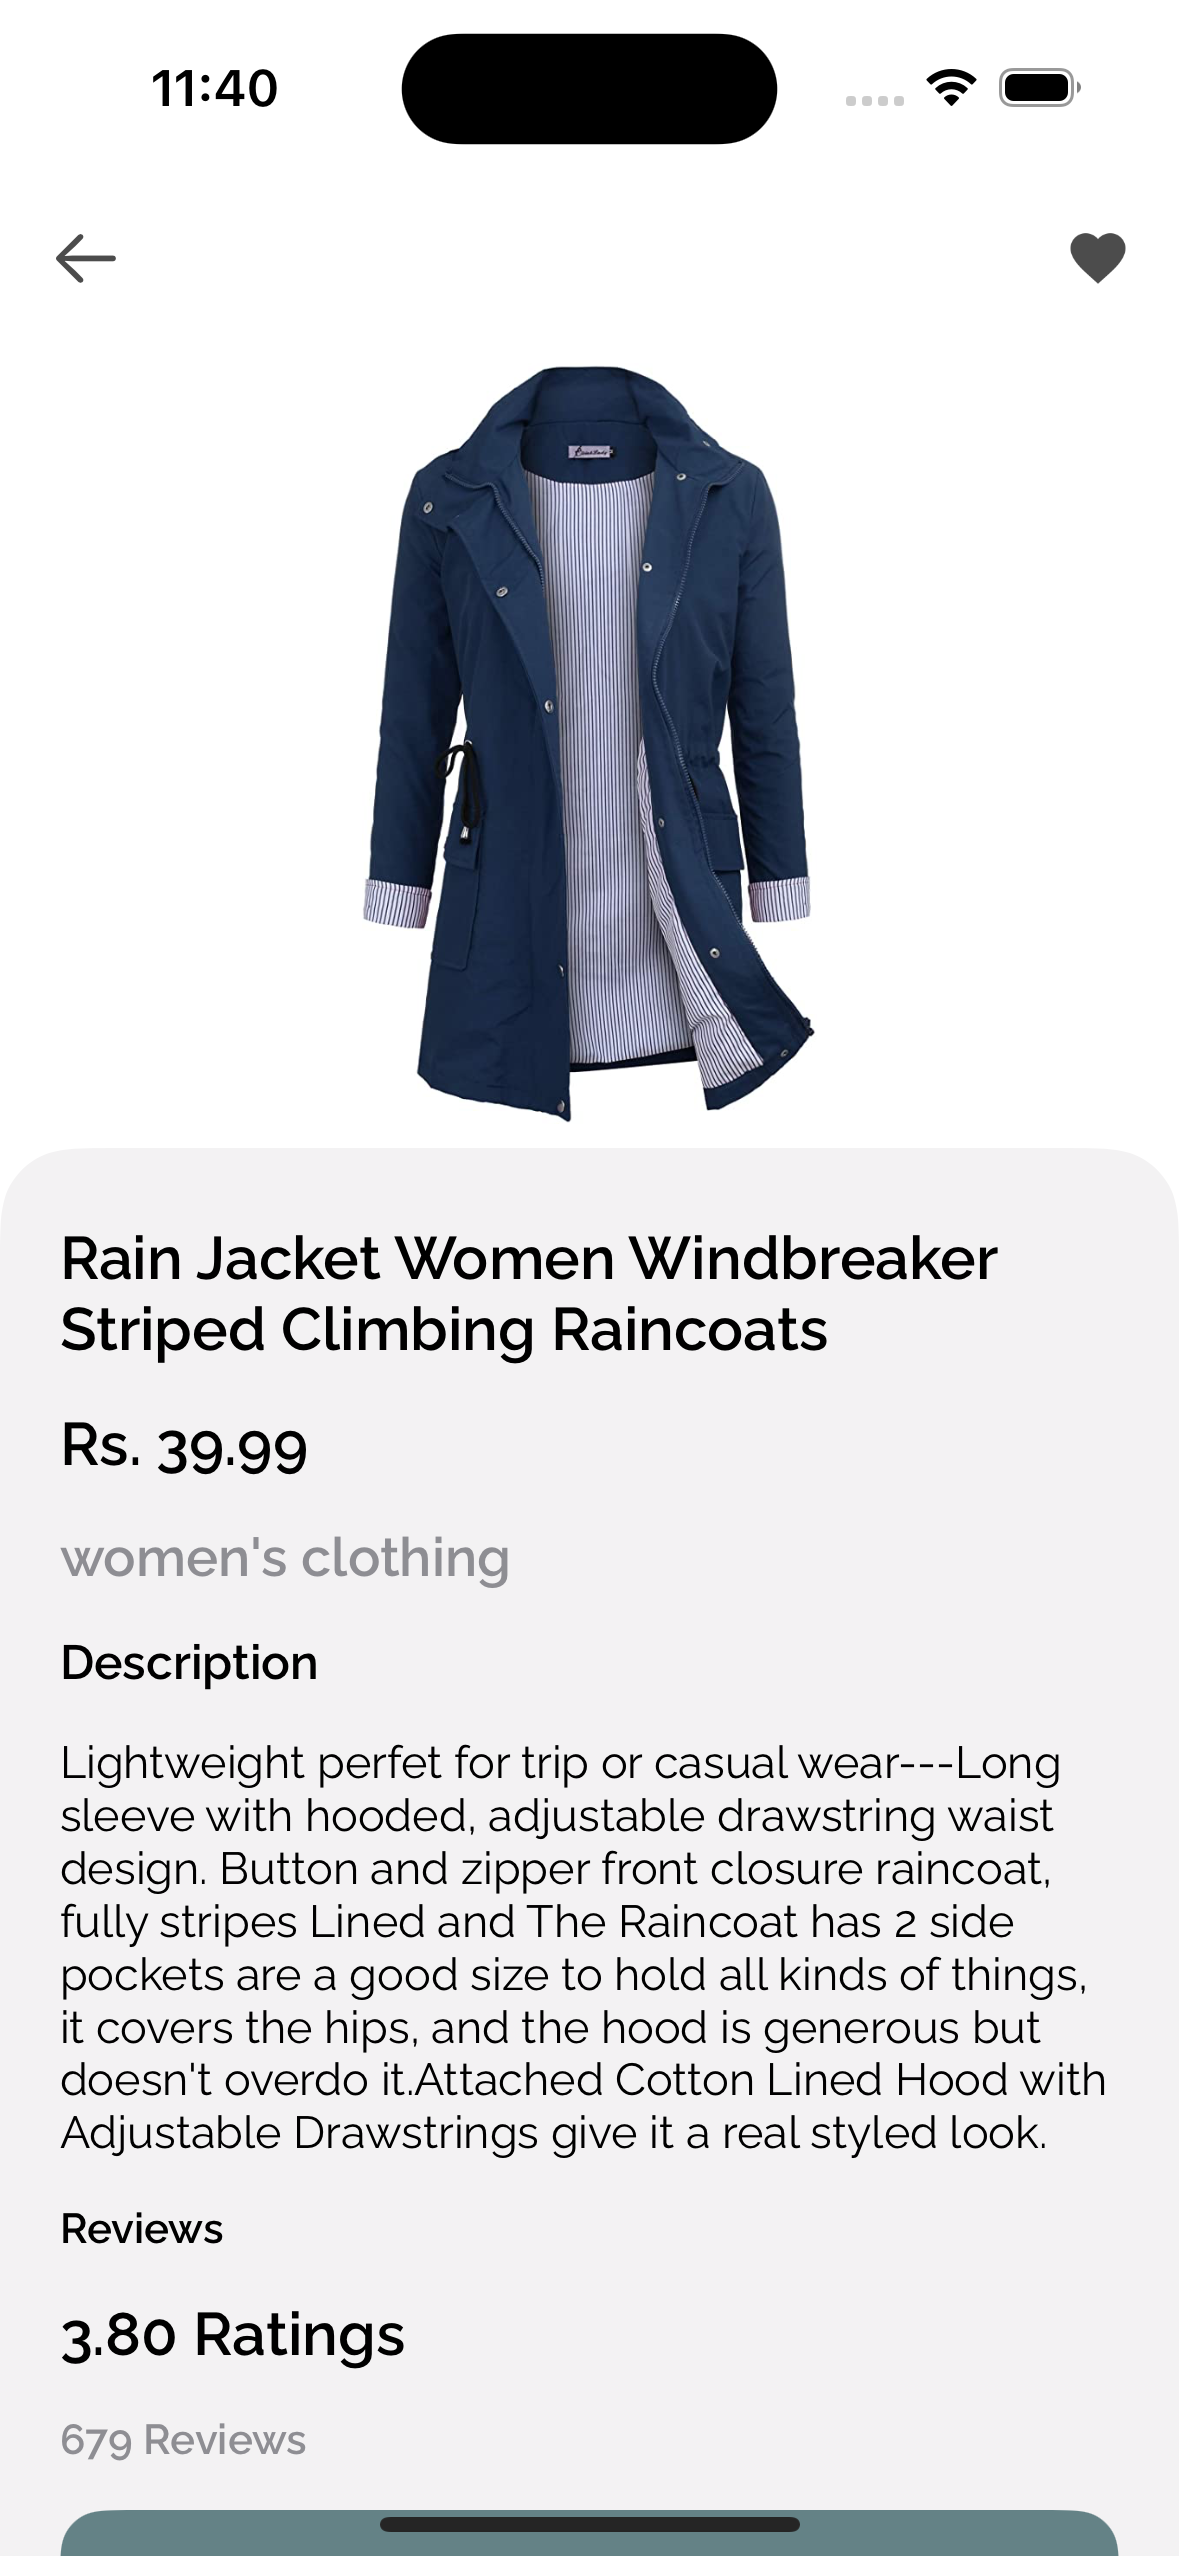 11:40
Rain Jacket Women Windbreaker
Striped Climbing Raincoats
Rs. 39.99
women's clothing
Description
Lightweight perfet for trip or casual wear---Long
sleeve with hooded, adjustable drawstring waist
design. Button and zipper front closure raincoat,
fully stripes Lined and The Raincoat has 2 side
pockets are a good size to hold all kinds of things,
it covers the hips, and the hood is generous but
doesn't overdo it.Attached Cotton Lined Hood with
Adjustable Drawstrings give it a real styled look.
Reviews
3.80 Ratings
679 Reviews